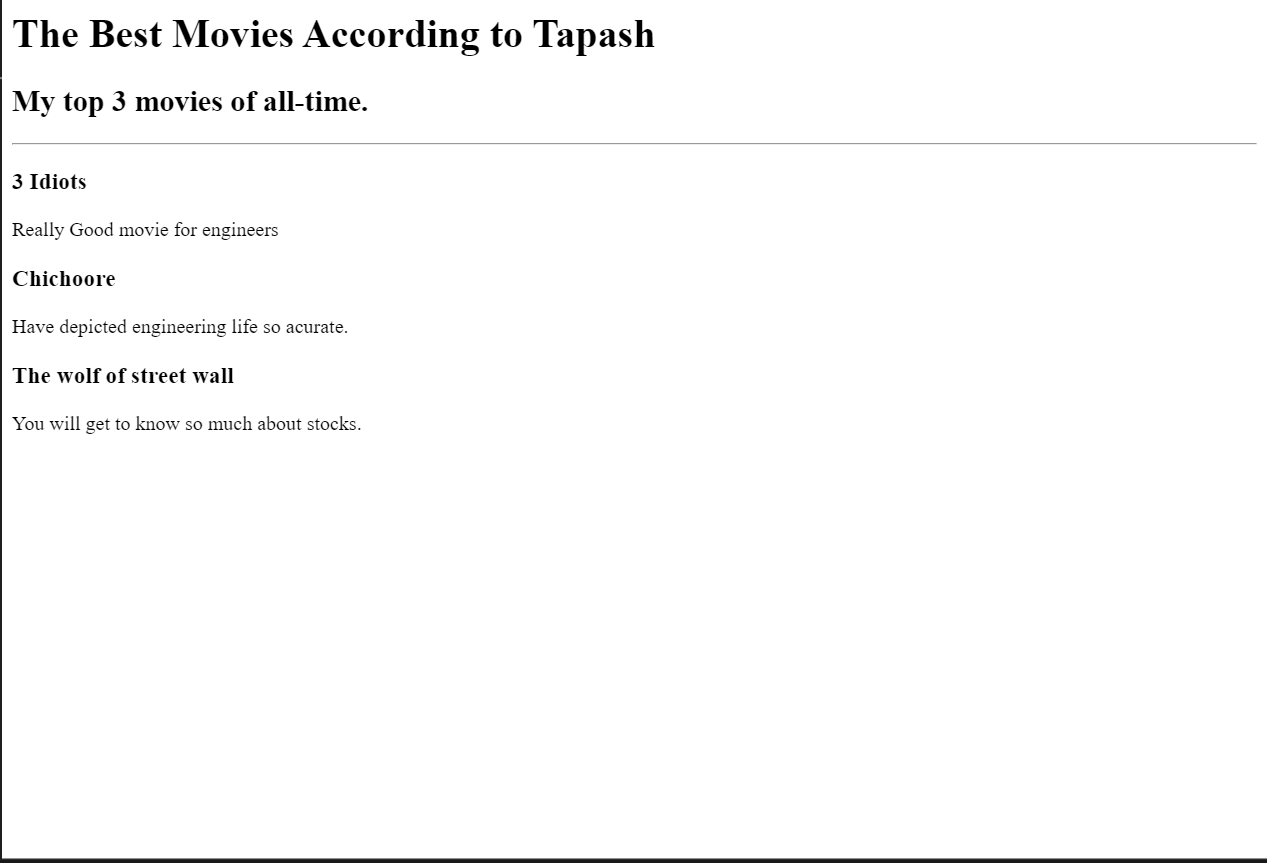 The Best Movies According to Tapash
My top 3 movies of all-time.
3 Idiots
Really Good movie for engineers
Chichoore
Have depicted engineering life so acurate.
The wolf of street wall
You will get to know so much about stocks.